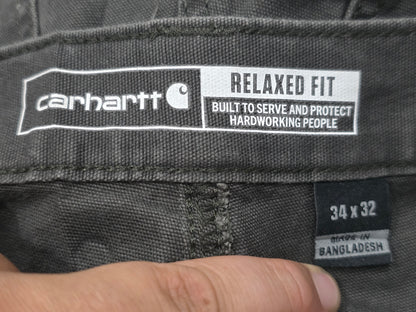 carhartt
RELAXED FIT
BUILT TO SERVE AND PROTECT
HARDWORKING PEOPLE
34 x 32
MADE IN
BANGLADESH